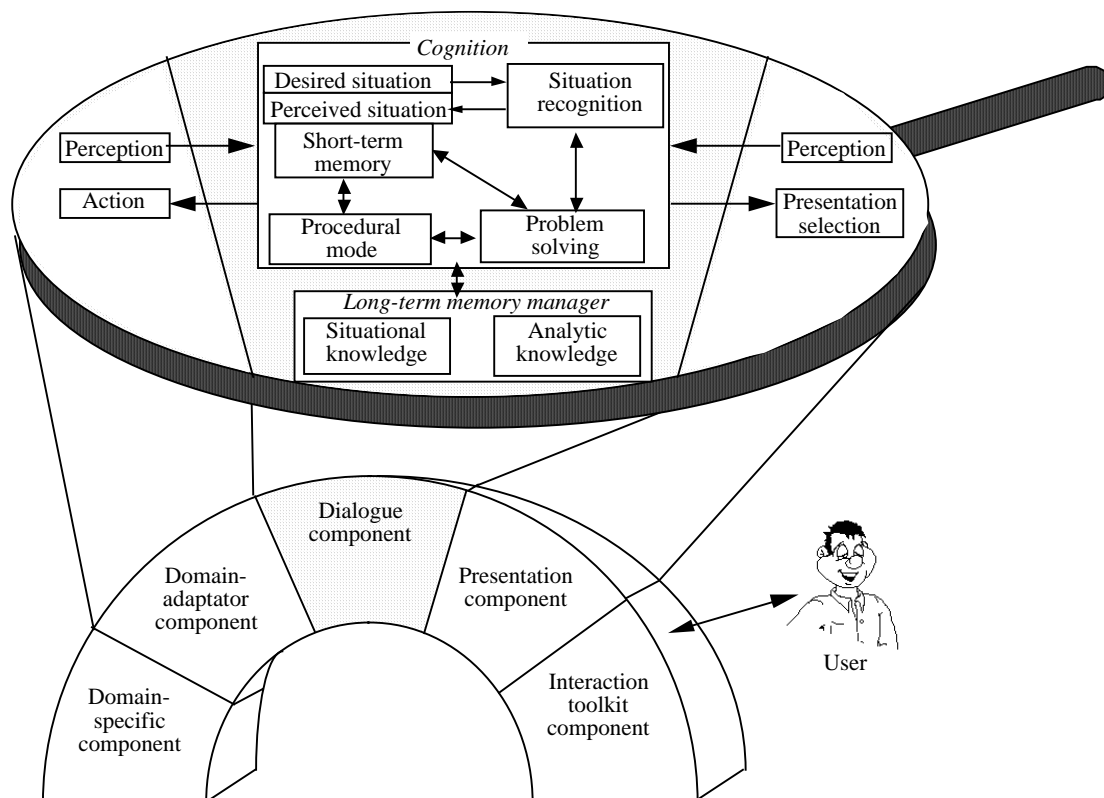 Cognition
Desired situation
Perceived situation
Situation
recognition
Short-term
memory
Procedural
mode
Problem
solving
Perception
Action
Perception
Presentation
selection
Long-term memory manager
Situational
knowledge
Analytic
knowledge
Dialogue
component
Domain-
adaptator
component
Presentation
component
Domain-
specific
component
Interaction
toolkit
component
User